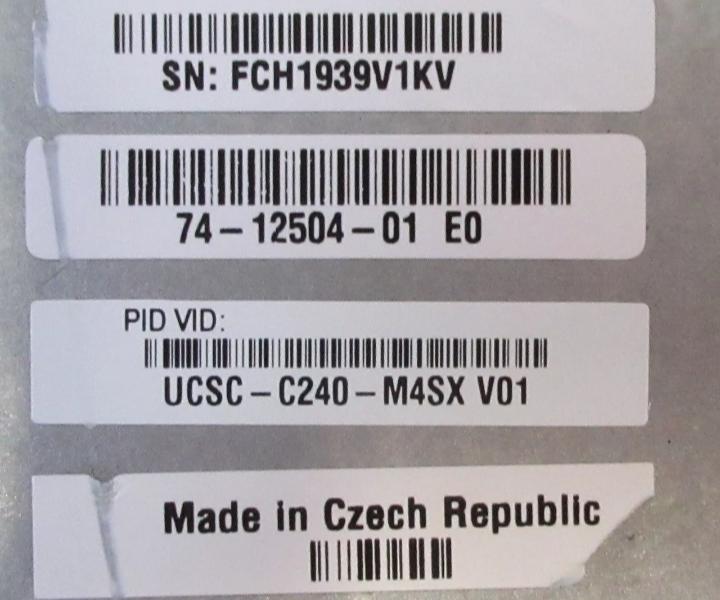 SN: FCH1939V1KV
74-12504-01 E0
PID VID:
UCSC-C240-M4SX V01
Made in Czech Republic